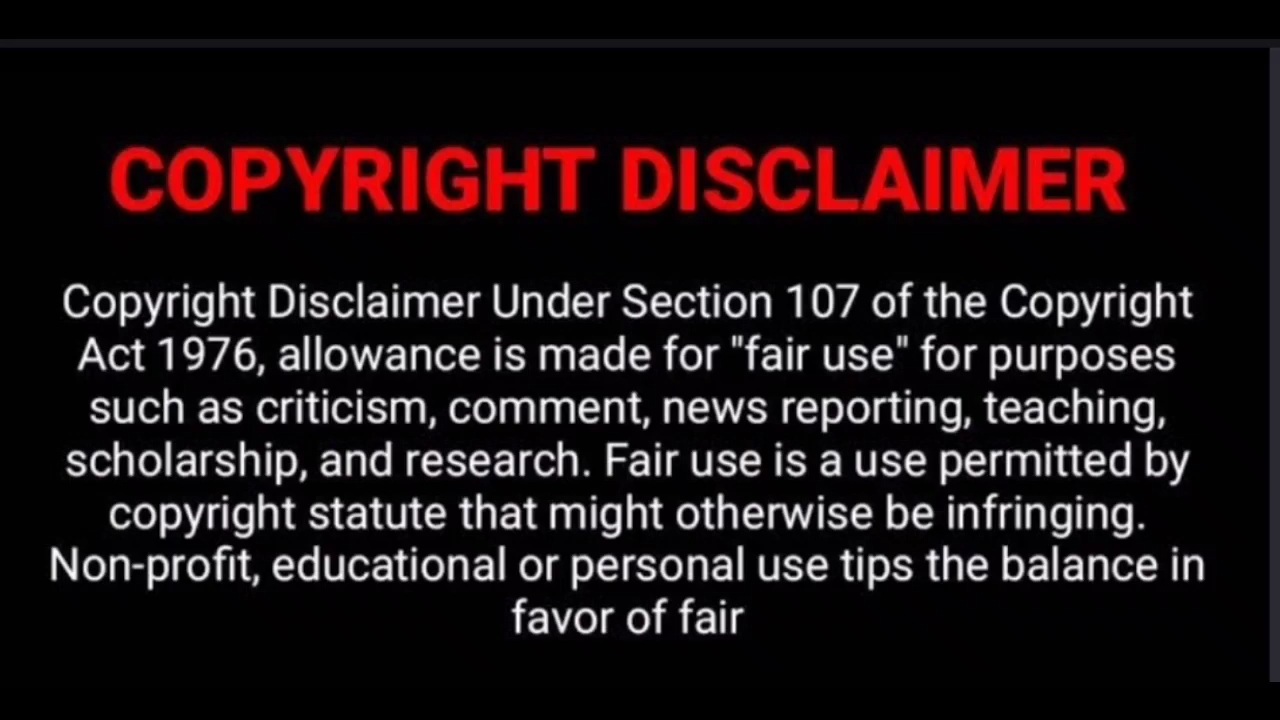 COPYRIGHT DISCLAIMER
Copyright Disclaimer Under Section 107 of the Copyright
Act 1976, allowance is made for "fair use" for purposes
such as criticism, comment, news reporting, teaching,
scholarship, and research. Fair use is a use permitted by
copyright statute that might otherwise be infringing.
Non-profit, educational or personal use tips the balance in
favor of fair